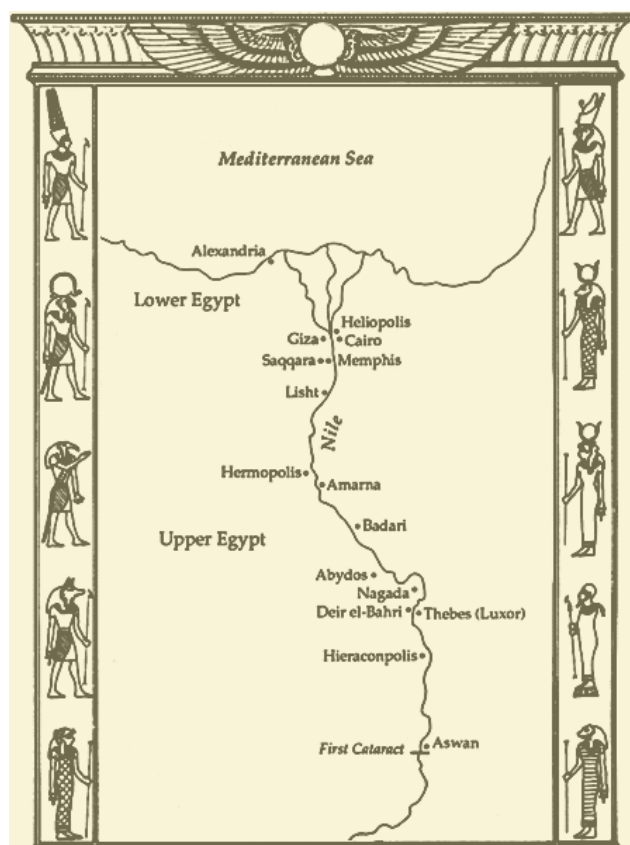 Mediterranean Sea
Alexandria
Lower Egypt
Heliopolis
Giza
Cairo
Saqqara
Memphis
Lisht
Nile
Hermopolis
Amarna
Badari
Upper Egypt
Abydos
Nagada
Deir el-Bahri
Thebes (Luxor)
Hieraconpolis
First Cataract
Aswan